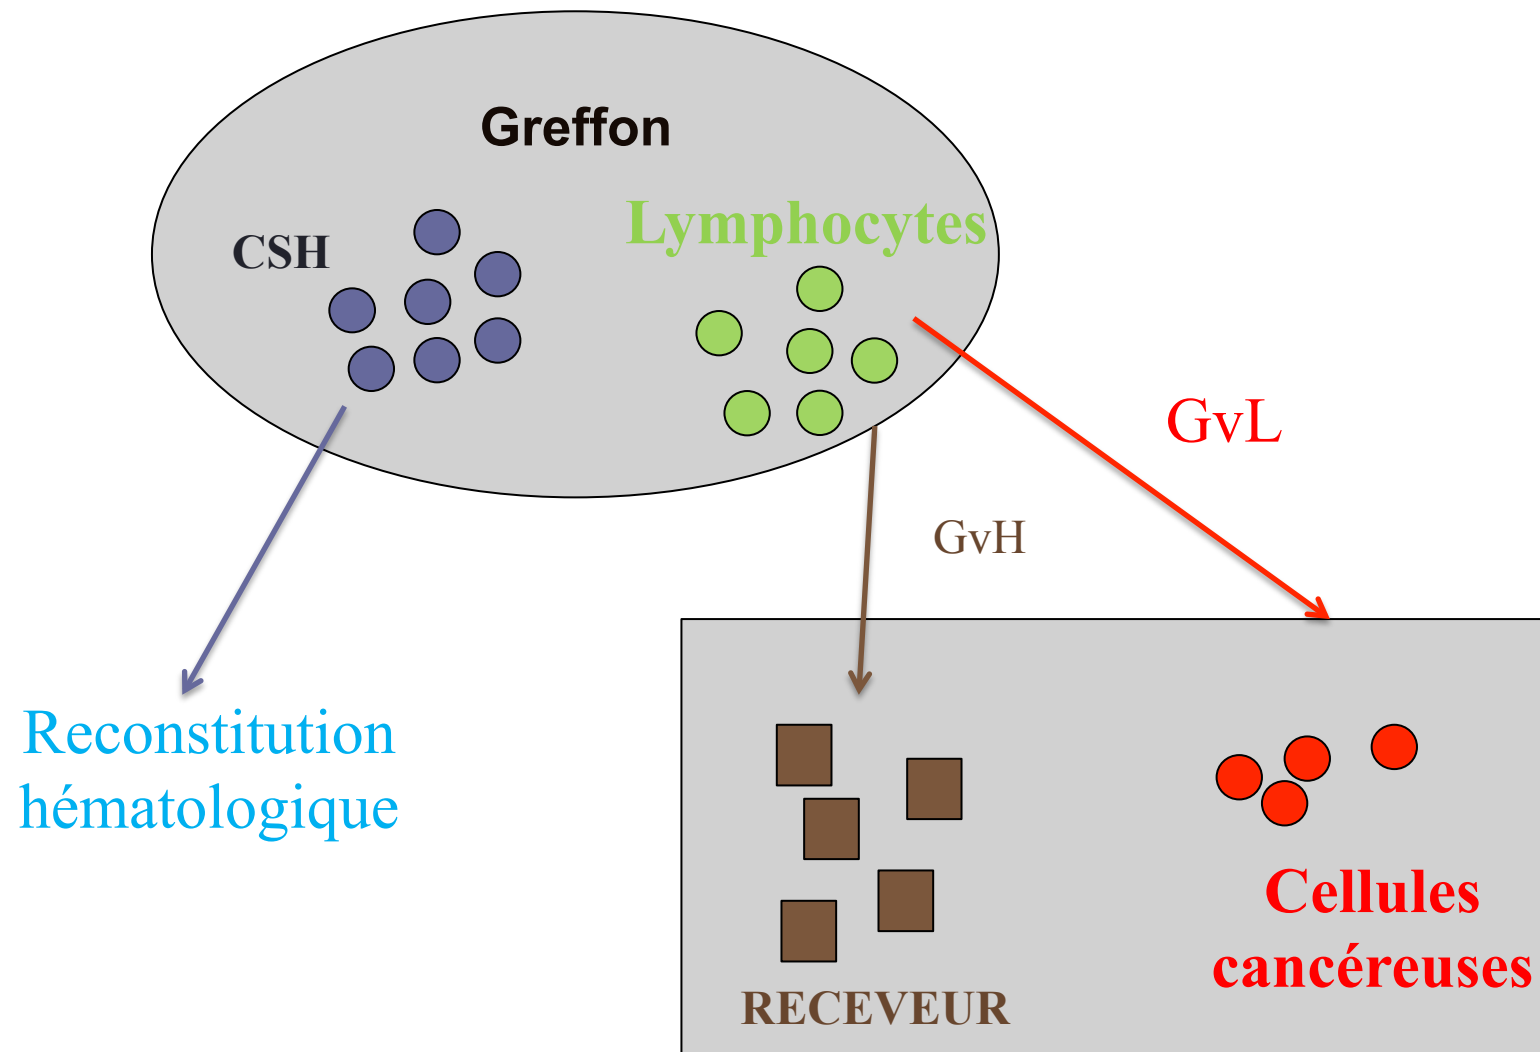 Greffon
Lymphocytes
CSH
GvL
GvH
Reconstitution
hématologique
Cellules
cancéreuses
RECEVEUR